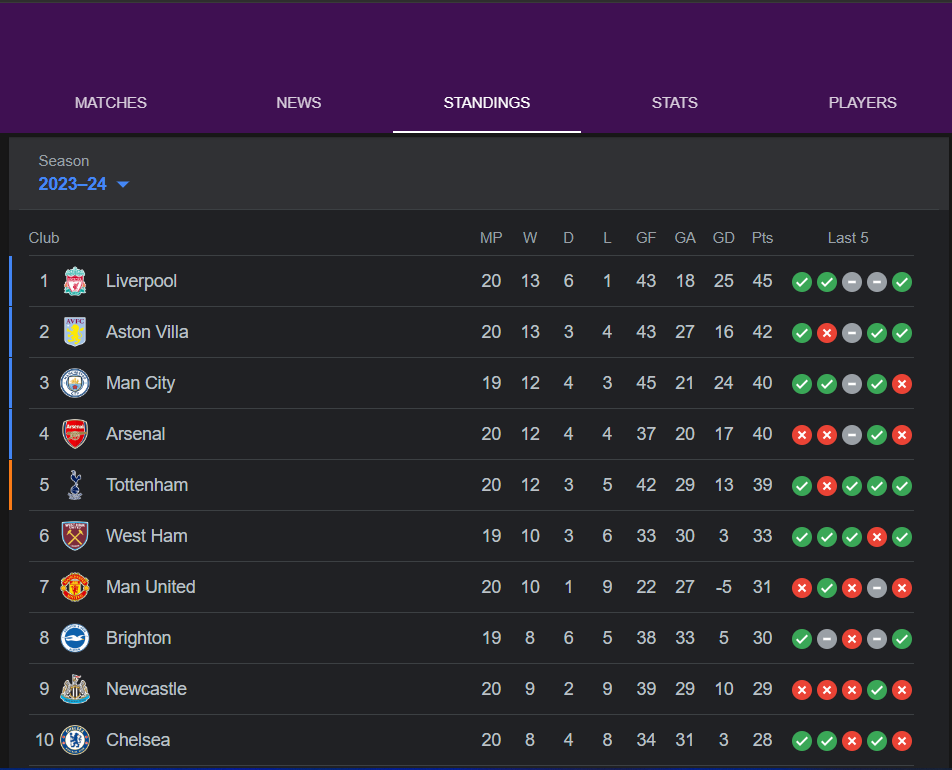 MATCHES NEWS STANDINGS STATS PLAYERS
Season
2023–24
Club MP W D L GF GA GD Pts Last 5
1 Liverpool 20 13 6 1 43 18 25 45
2 Aston Villa 20 13 3 4 43 27 16 42
3 Man City 19 12 4 3 45 21 24 40
4 Arsenal 20 12 4 4 37 20 17 40
5 Tottenham 20 12 3 5 42 29 13 39
6 West Ham 19 10 3 6 33 30 3 33
7 Man United 20 10 1 9 22 27 -5 31
8 Brighton 19 8 6 5 38 33 5 30
9 Newcastle 20 9 2 9 39 29 10 29
10 Chelsea 20 8 4 8 34 31 3 28